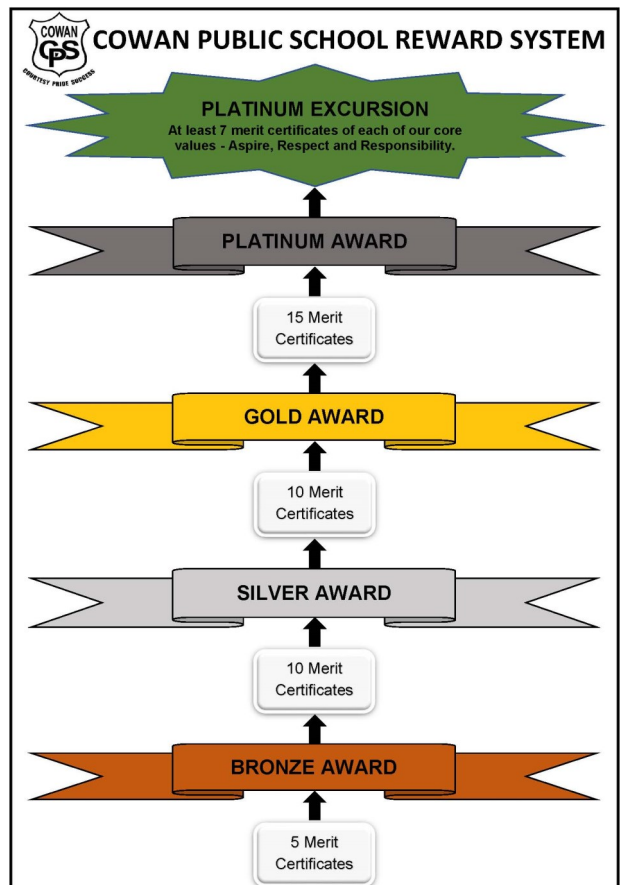 COWAN
GPS
COURTESY PRIDE SUCCESS
COWAN PUBLIC SCHOOL REWARD SYSTEM
PLATINUM EXCURSION
At least 7 merit certificates of each of our core
values - Aspire, Respect and Responsibility.
PLATINUM AWARD
15 Merit
Certificates
GOLD AWARD
10 Merit
Certificates
SILVER AWARD
10 Merit
Certificates
BRONZE AWARD
5 Merit
Certificates